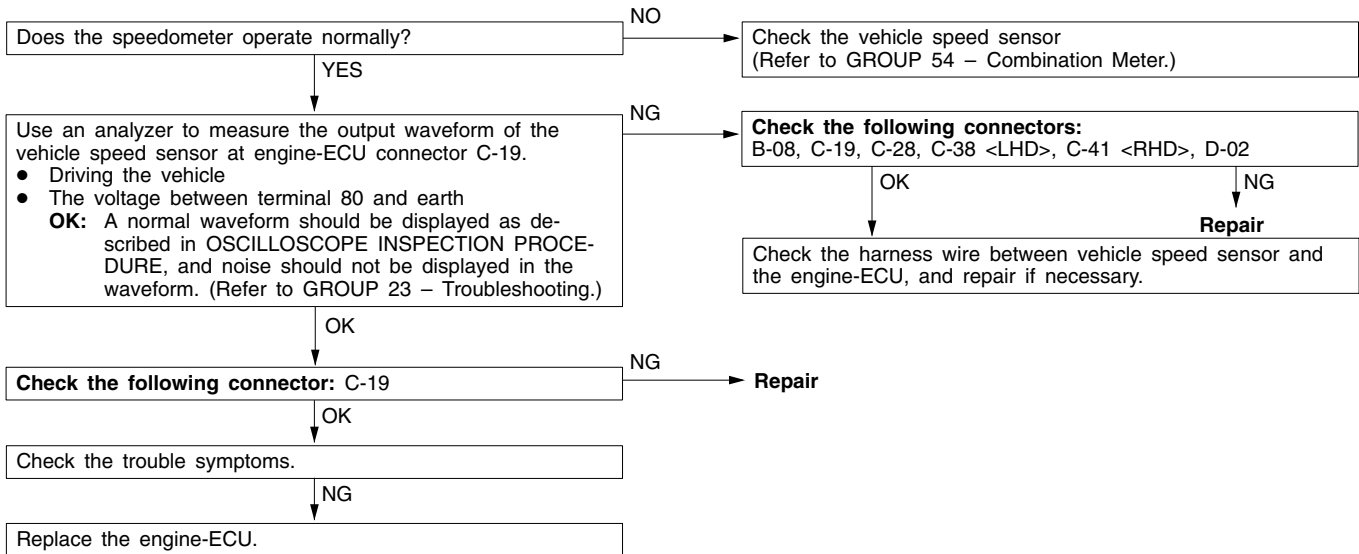 Does the speedometer operate normally?
NO
Check the vehicle speed sensor
(Refer to GROUP 54 – Combination Meter.)
YES
Use an analyzer to measure the output waveform of the
vehicle speed sensor at engine-ECU connector C-19.
● Driving the vehicle
● The voltage between terminal 80 and earth
OK: A normal waveform should be displayed as de-
scribed in OSCILLOSCOPE INSPECTION PROCE-
DURE, and noise should not be displayed in the
waveform. (Refer to GROUP 23 – Troubleshooting.)
NG
Check the following connectors:
B-08, C-19, C-28, C-38 <LHD>, C-41 <RHD>, D-02
OK
NG
Repair
Check the harness wire between vehicle speed sensor and
the engine-ECU, and repair if necessary.
OK
Check the following connector: C-19
NG
Repair
OK
Check the trouble symptoms.
NG
Replace the engine-ECU.